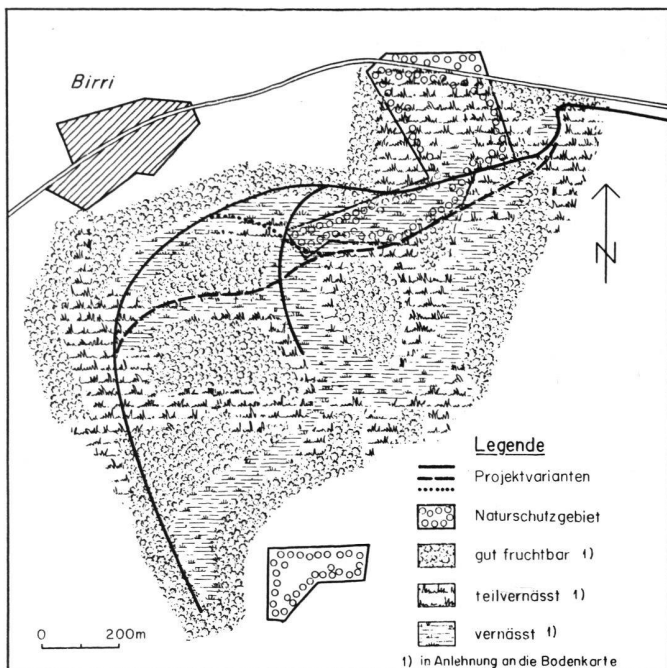 Birri
N
Legende
Projektvarianten
Naturschutzgebiet
gut fruchtbar 1)
teilvernässt 1)
vernässt 1)
0 200m
1) in Anlehnung an die Bodenkarte